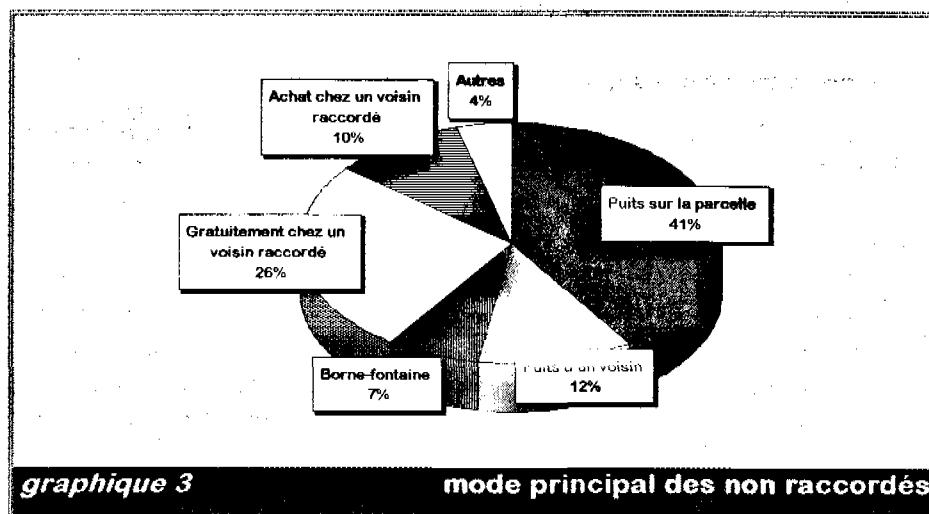 Autres
4%
Achat chez un voisin
raccordé
10%
Puits sur la parcelle
41%
Gratuitement chez un
voisin raccordé
26%
Borne-fontaine
7%
Puits d'un voisin
12%
graphique 3
mode principal des non raccordés